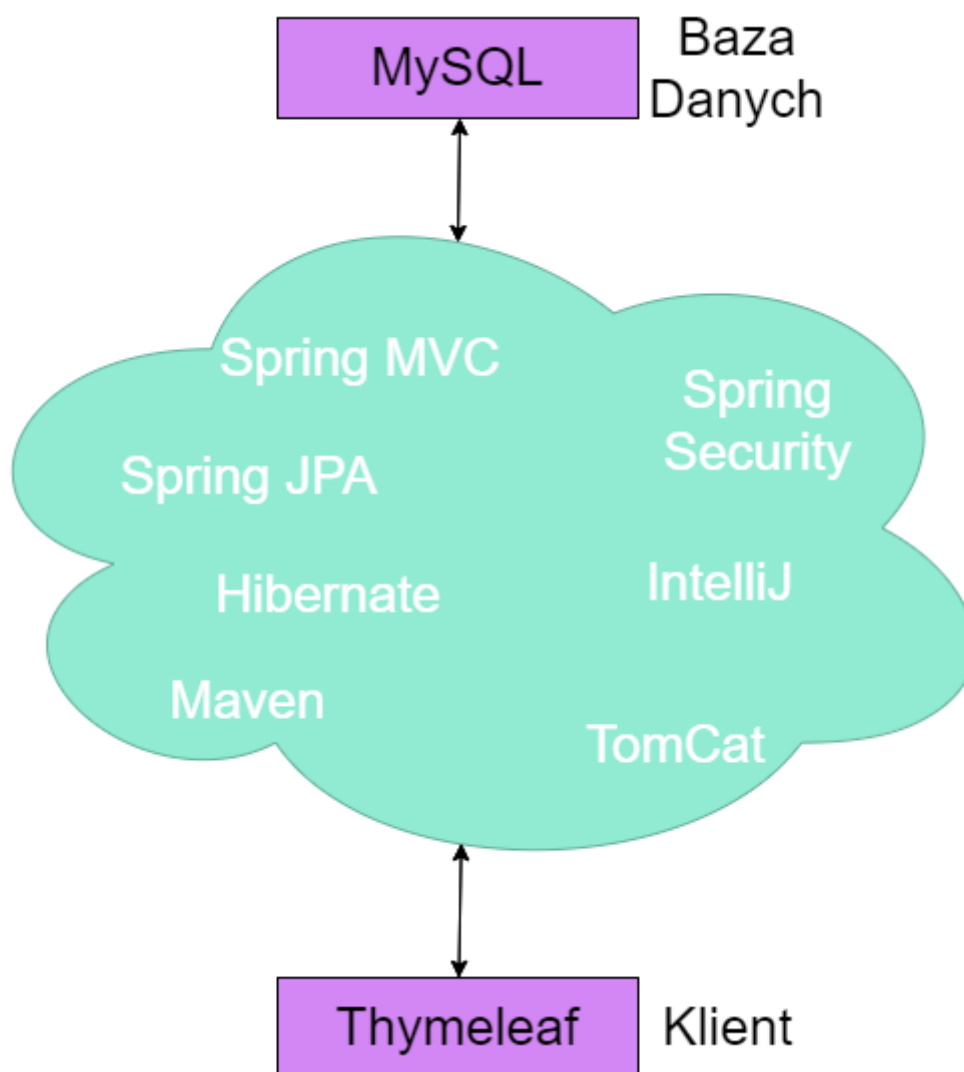 MySQL
Baza
Danych
Spring MVC
Spring
Security
Spring JPA
Hibernate
IntelliJ
Maven
TomCat
Thymeleaf
Klient